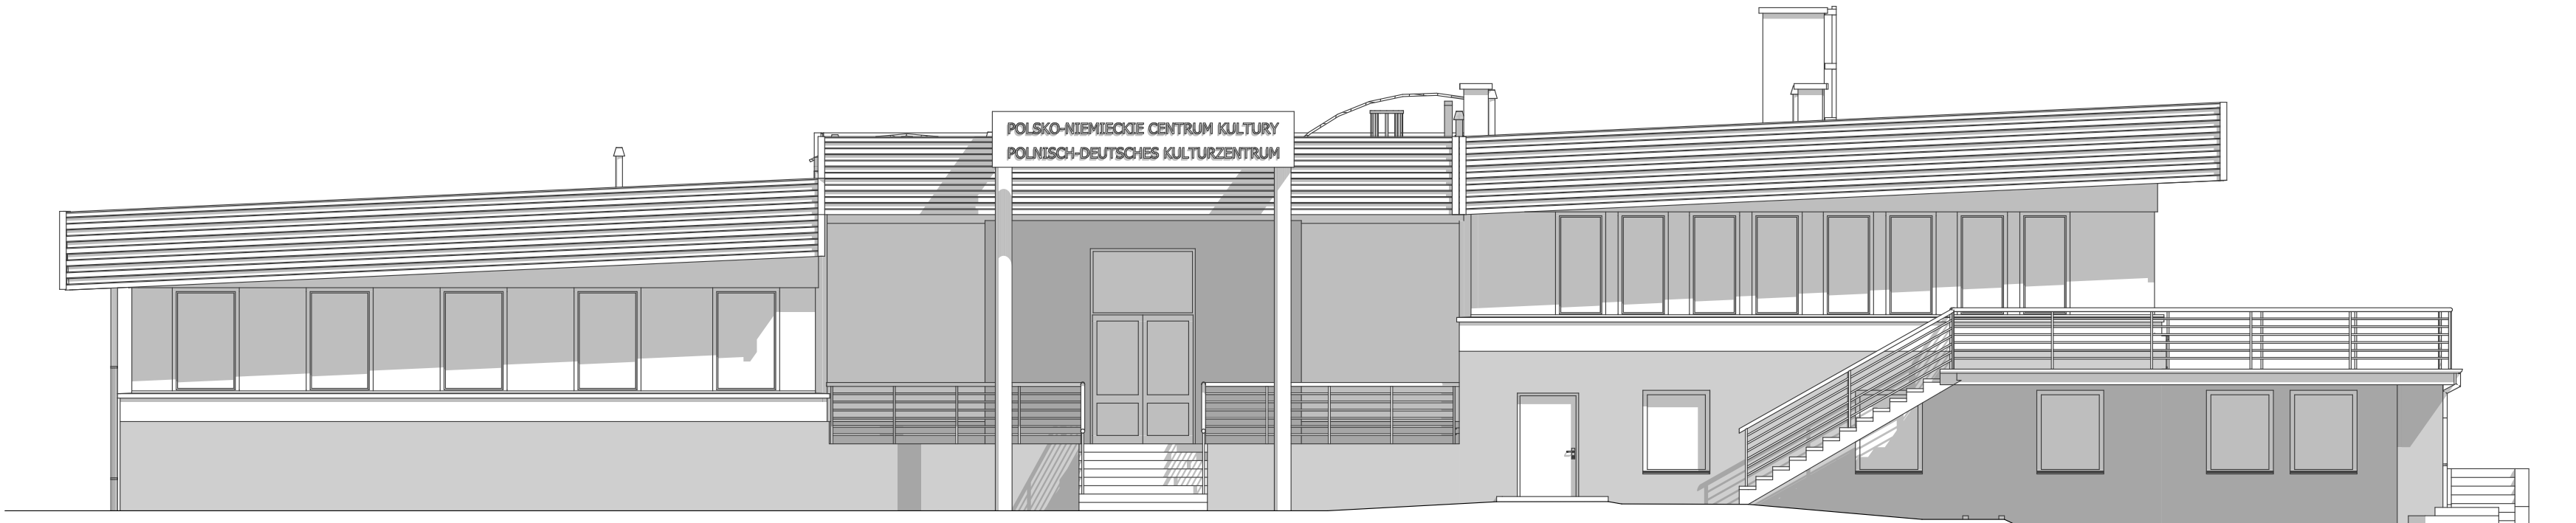 POLSKO-NIEMIECKIE CENTRUM KULTURY
POLNISCH-DEUTSCHES KULTURZENTRUM